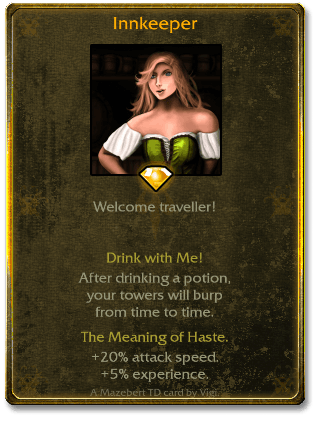 Innkeeper
Welcome traveller!
Drink with Me!
After drinking a potion,
your towers will burp
from time to time.
The Meaning of Haste.
+20% attack speed.
+5% experience.
A Mazebert TD card by